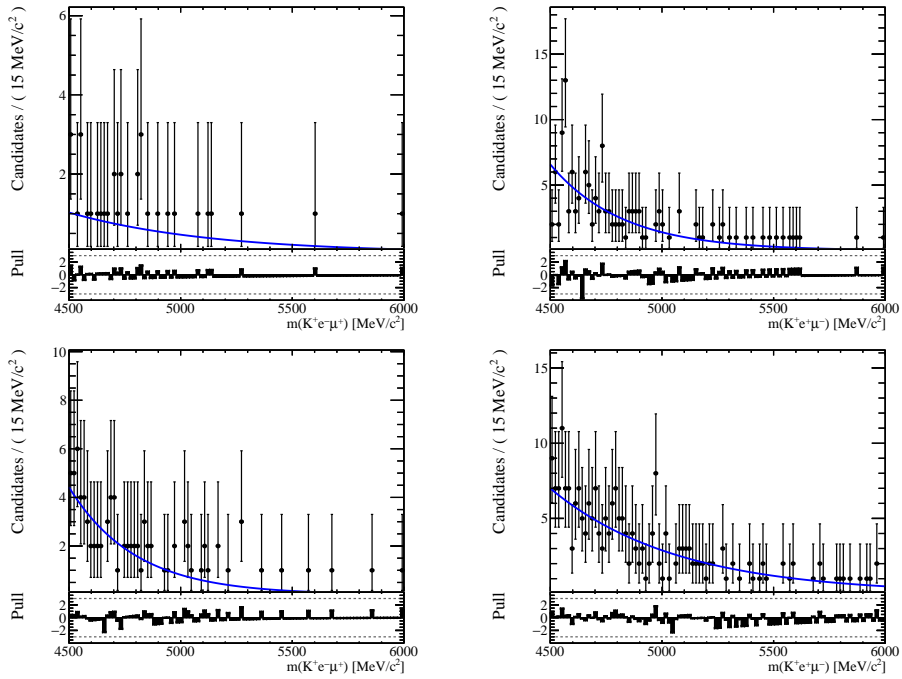 Candidates / ( 15 MeV/c² )
6
4
2
Pull
2
0
−2
4500 5000 5500 6000
m(K⁺e⁻μ⁺) [MeV/c²]
Candidates / ( 15 MeV/c² )
15
10
5
Pull
2
0
−2
4500 5000 5500 6000
m(K⁺e⁺μ⁻) [MeV/c²]
Candidates / ( 15 MeV/c² )
10
8
6
4
2
Pull
2
0
−2
4500 5000 5500 6000
m(K⁺e⁻μ⁺) [MeV/c²]
Candidates / ( 15 MeV/c² )
15
10
5
Pull
2
0
−2
4500 5000 5500 6000
m(K⁺e⁺μ⁻) [MeV/c²]